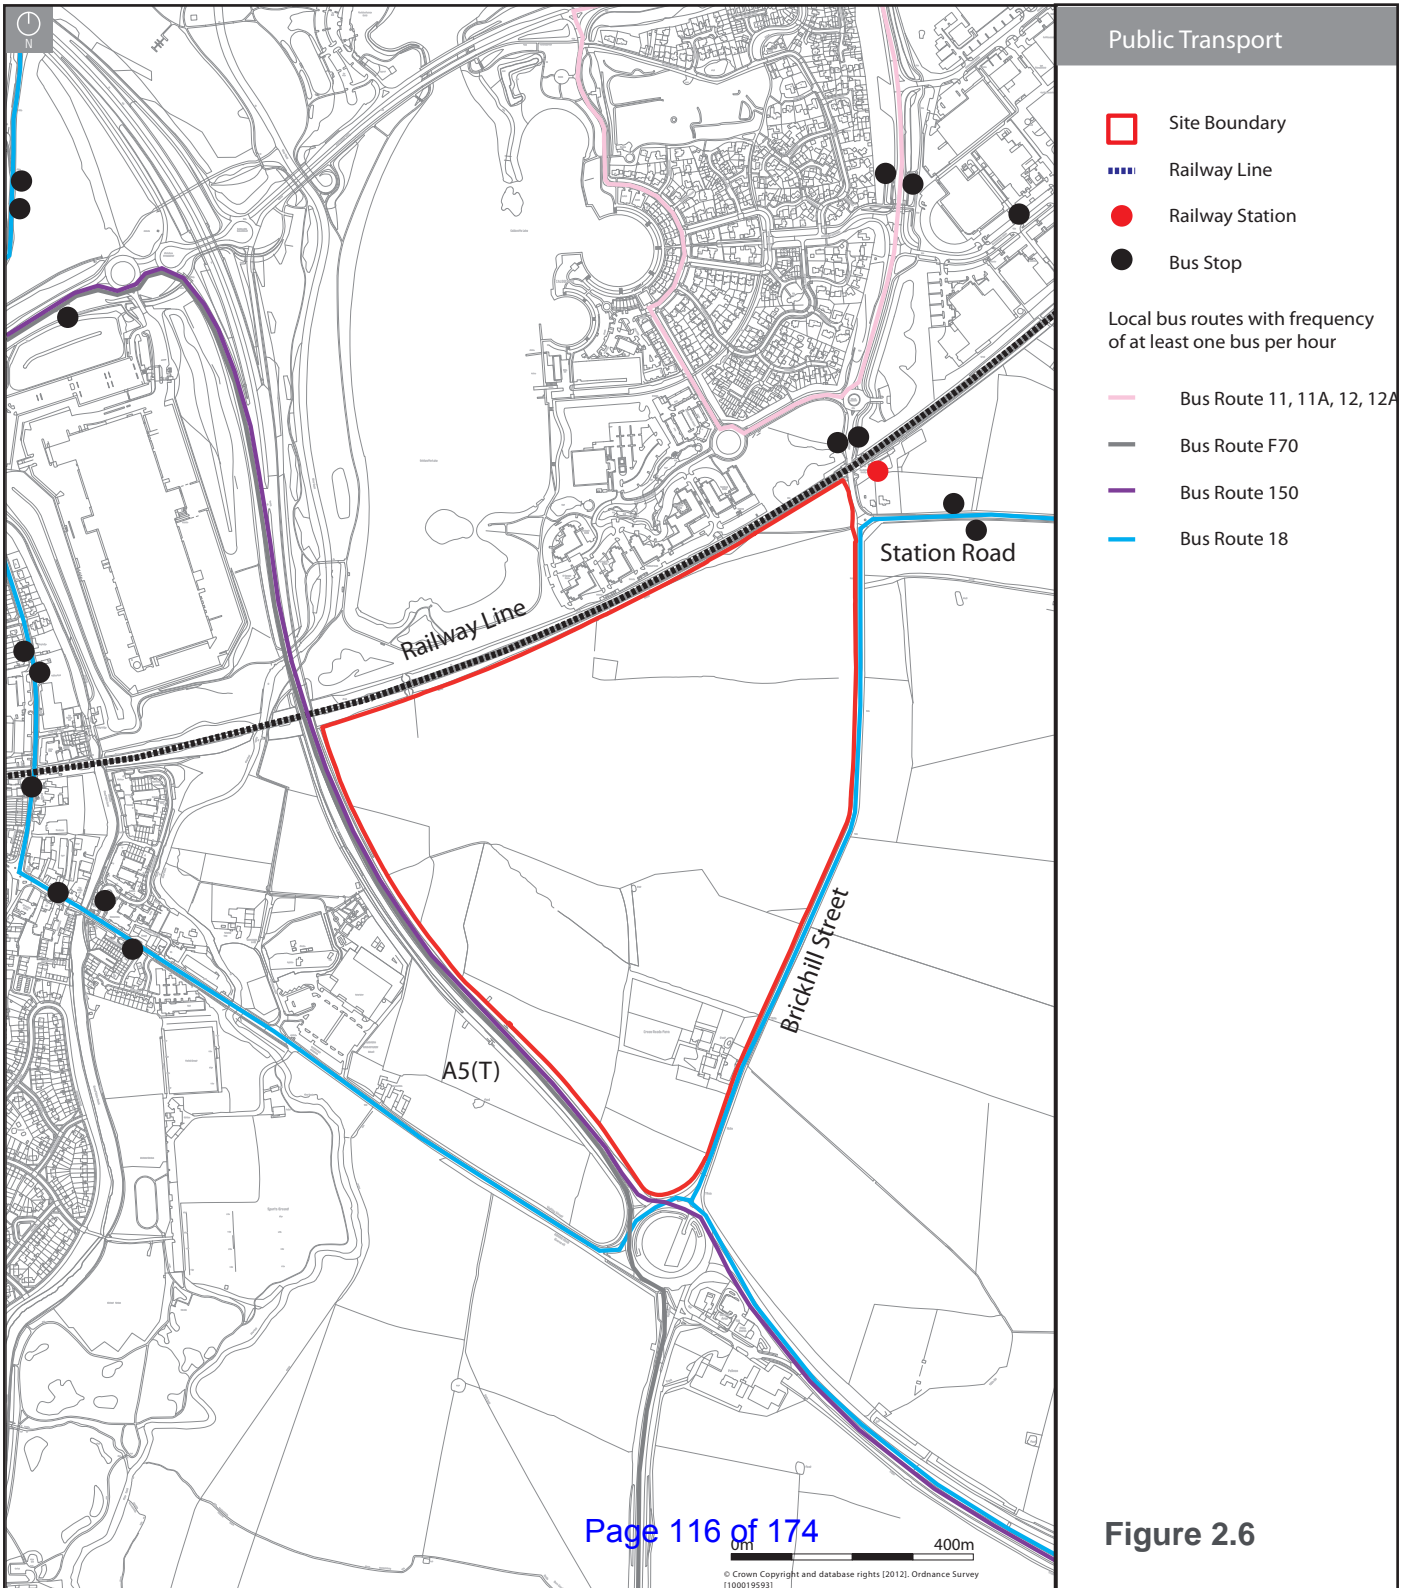 N
Public Transport
Site Boundary
Railway Line
Railway Station
Bus Stop
Local bus routes with frequency
of at least one bus per hour
Bus Route 11, 11A, 12, 12A
Bus Route F70
Bus Route 150
Bus Route 18
Station Road
Railway Line
Brickhill Street
A5(T)
Page 116 of 174
0m 400m
© Crown Copyright and database rights [2012]. Ordnance Survey
[100019593]
Figure 2.6